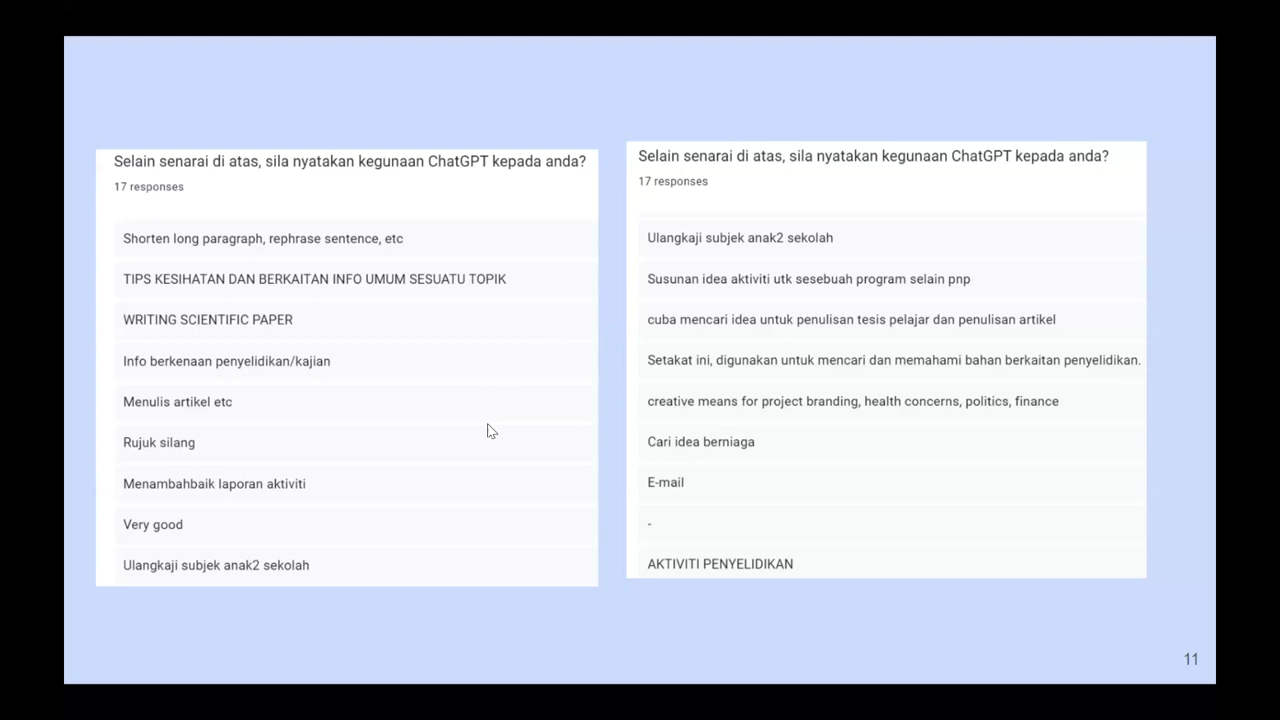 Selain senarai di atas, sila nyatakan kegunaan ChatGPT kepada anda?
17 responses
Shorten long paragraph, rephrase sentence, etc
TIPS KESIHATAN DAN BERKAITAN INFO UMUM SESUATU TOPIK
WRITING SCIENTIFIC PAPER
Info berkenaan penyelidikan/kajian
Menulis artikel etc
Rujuk silang
Menambahbaik laporan aktiviti
Very good
Ulangkaji subjek anak2 sekolah
Selain senarai di atas, sila nyatakan kegunaan ChatGPT kepada anda?
17 responses
Ulangkaji subjek anak2 sekolah
Susunan idea aktiviti utk sesebuah program selain pnp
cuba mencari idea untuk penulisan tesis pelajar dan penulisan artikel
Setakat ini, digunakan untuk mencari dan memahami bahan berkaitan penyelidikan.
creative means for project branding, health concerns, politics, finance
Cari idea berniaga
E-mail
-
AKTIVITI PENYELIDIKAN
11